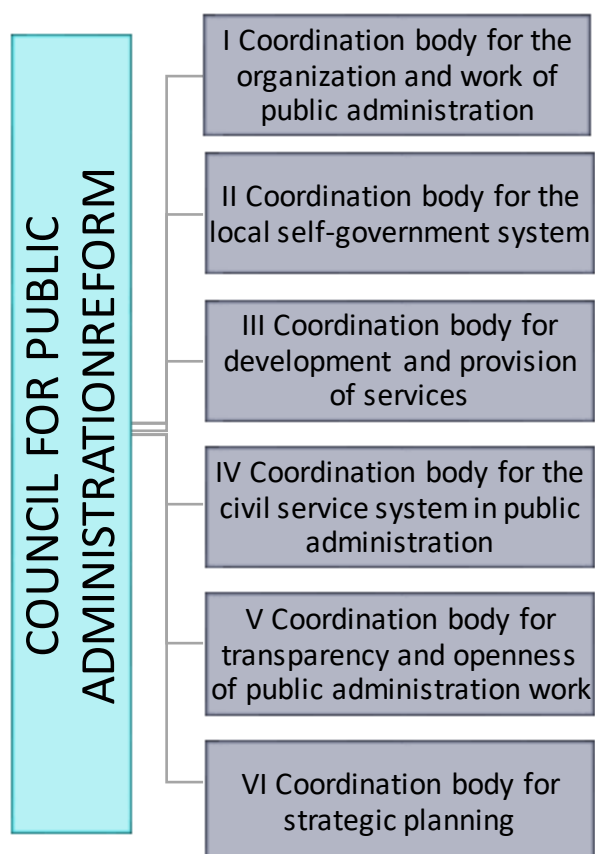 COUNCIL FOR PUBLIC
ADMINISTRATIONREFORM
I Coordination body for the
organization and work of
public administration
II Coordination body for the
local self-government system
III Coordination body for
development and provision
of services
IV Coordination body for the
civil service system in public
administration
V Coordination body for
transparency and openness
of public administration work
VI Coordination body for
strategic planning